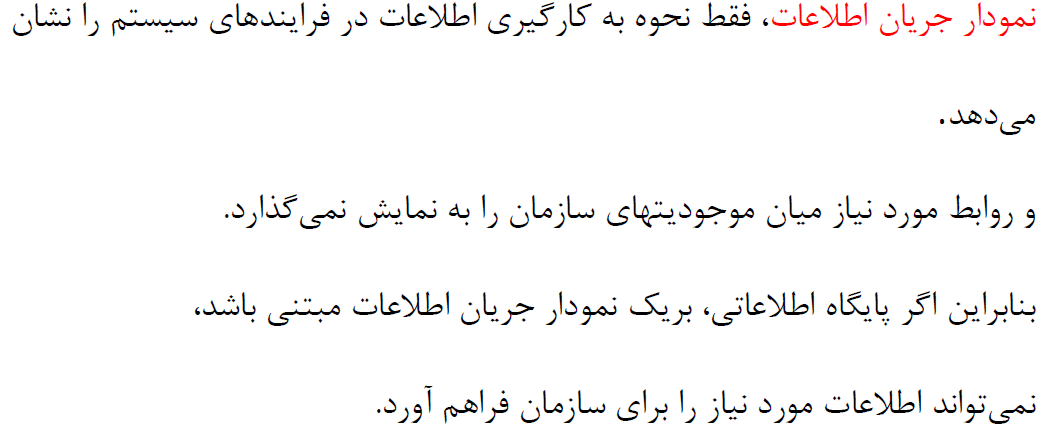 نمودار جریان اطلاعات، فقط نحوه به کارگیری اطلاعات در فرایندهای سیستم را نشان
می‌دهد.
و روابط مورد نیاز میان موجودیتهای سازمان را به نمایش نمی‌گذارد.
بنابراین اگر پایگاه اطلاعاتی، بریک نمودار جریان اطلاعات مبتنی باشد،
نمی‌تواند اطلاعات مورد نیاز را برای سازمان فراهم آورد.